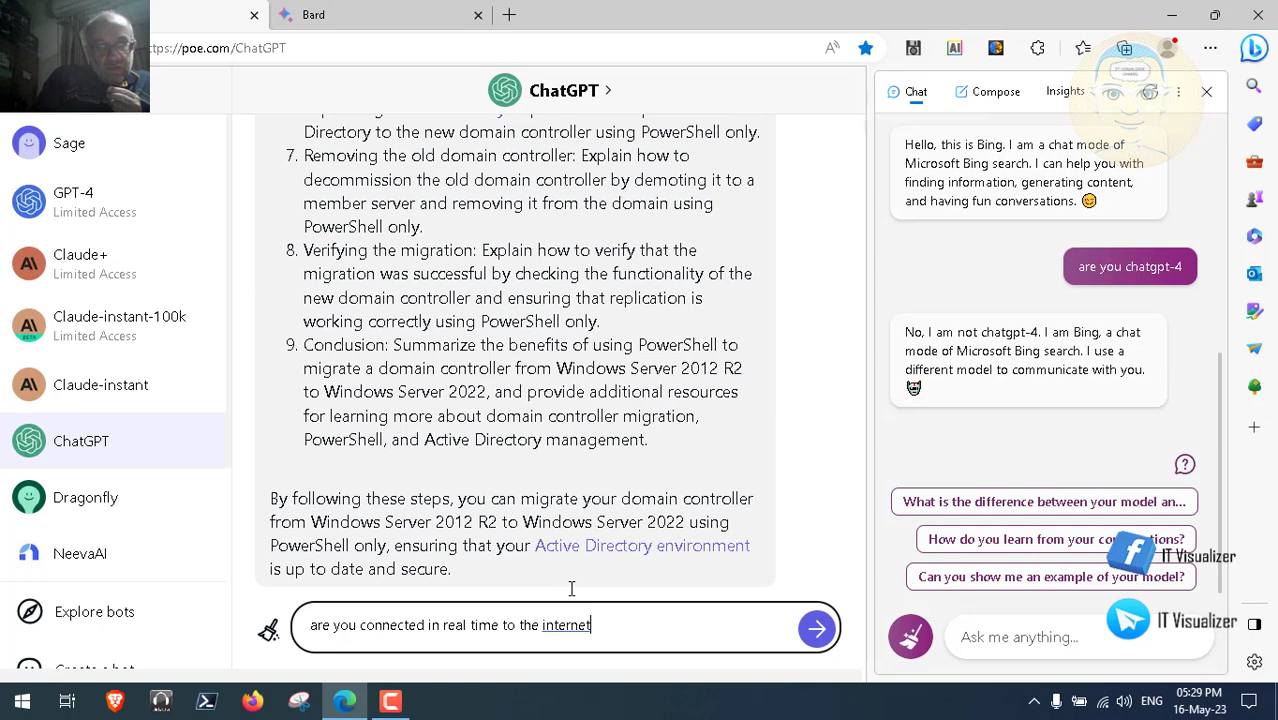 Bard
ttps://poe.com/ChatGPT
Sage
GPT-4
Limited Access
Claude+
Limited Access
Claude-instant-100k
Limited Access
BETA
Claude-instant
ChatGPT
Dragonfly
NeevaAI
Explore bots
ChatGPT
Directory to the new domain controller using PowerShell only.
7. Removing the old domain controller: Explain how to
decommission the old domain controller by demoting it to a
member server and removing it from the domain using
PowerShell only.
8. Verifying the migration: Explain how to verify that the
migration was successful by checking the functionality of the
new domain controller and ensuring that replication is
working correctly using PowerShell only.
9. Conclusion: Summarize the benefits of using PowerShell to
migrate a domain controller from Windows Server 2012 R2
to Windows Server 2022, and provide additional resources
for learning more about domain controller migration,
PowerShell, and Active Directory management.
By following these steps, you can migrate your domain controller
from Windows Server 2012 R2 to Windows Server 2022 using
PowerShell only, ensuring that your Active Directory environment
is up to date and secure.
are you connected in real time to the internet
Chat
Compose
Insights
IT VISUALIZER
CHANNEL
Hello, this is Bing. I am a chat mode of
Microsoft Bing search. I can help you with
finding information, generating content,
and having fun conversations.
are you chatgpt-4
No, I am not chatgpt-4. I am Bing, a chat
mode of Microsoft Bing search. I use a
different model to communicate with you.
What is the difference between your model an...
How do you learn from your
Can you show me an example of your model?
IT Visualizer
IT Visualizer
Ask me anything...
ENG
05:29 PM
16-May-23